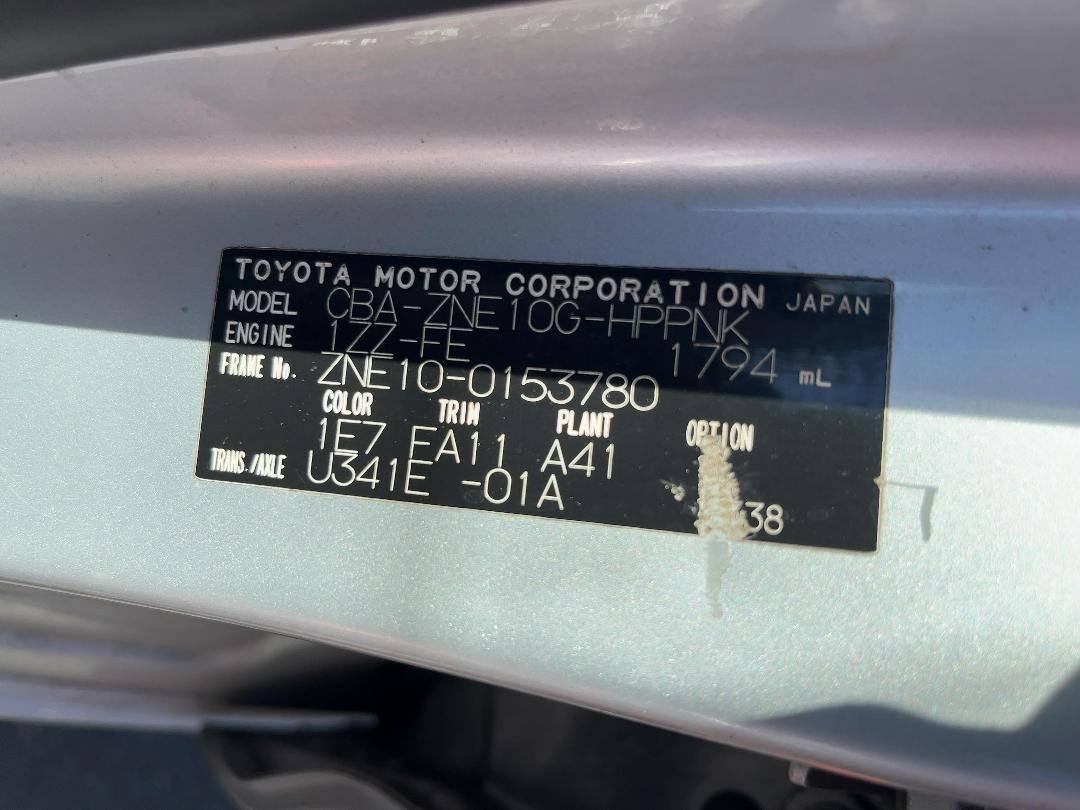 TOYOTA MOTOR CORPORATION JAPAN
MODEL CBA-ZNE10G-HPPNK
ENGINE 1ZZ-FE 1794 mL
FRAME No. ZNE10-0153780
COLOR TRIM PLANT OPTION
1E7 FA11 A41
TRANS./AXLE U341E -01A